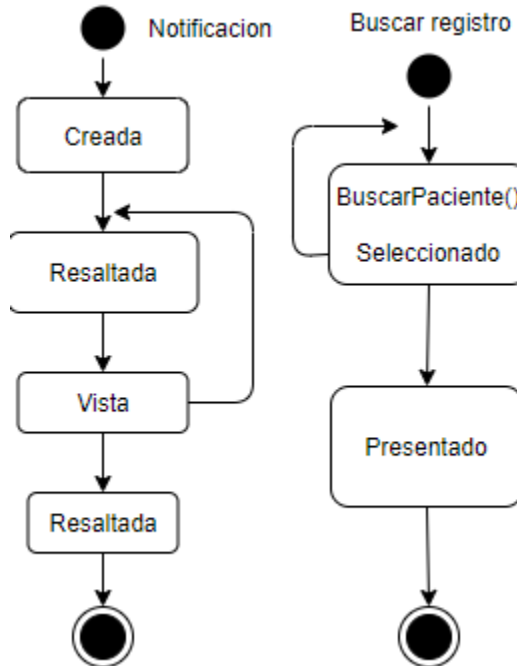 Notificacion
Creada
Resaltada
Vista
Resaltada
Buscar registro
BuscarPaciente()
Seleccionado
Presentado